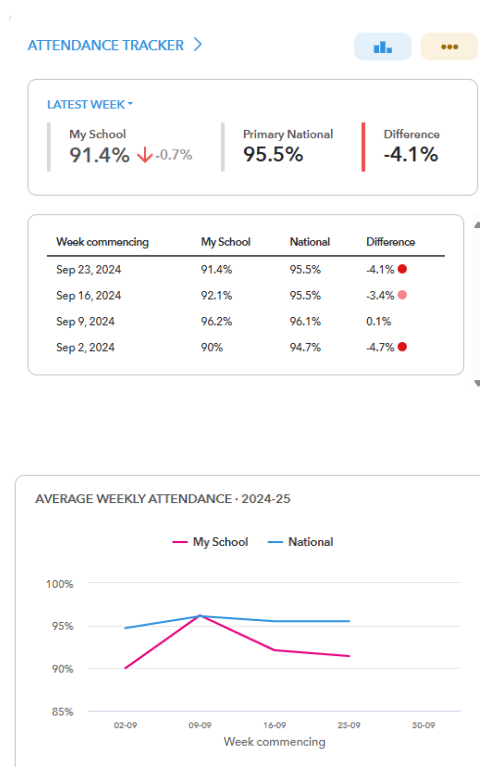 ATTENDANCE TRACKER
LATEST WEEK
My School Primary National Difference
91.4% -0.7% 95.5% -4.1%
Week commencing My School National Difference
Sep 23, 2024 91.4% 95.5% -4.1%
Sep 16, 2024 92.1% 95.5% -3.4%
Sep 9, 2024 96.2% 96.1% 0.1%
Sep 2, 2024 90% 94.7% -4.7%
AVERAGE WEEKLY ATTENDANCE · 2024-25
My School National
100%
95%
90%
85%
02-09 09-09 16-09 23-09 30-09
Week commencing